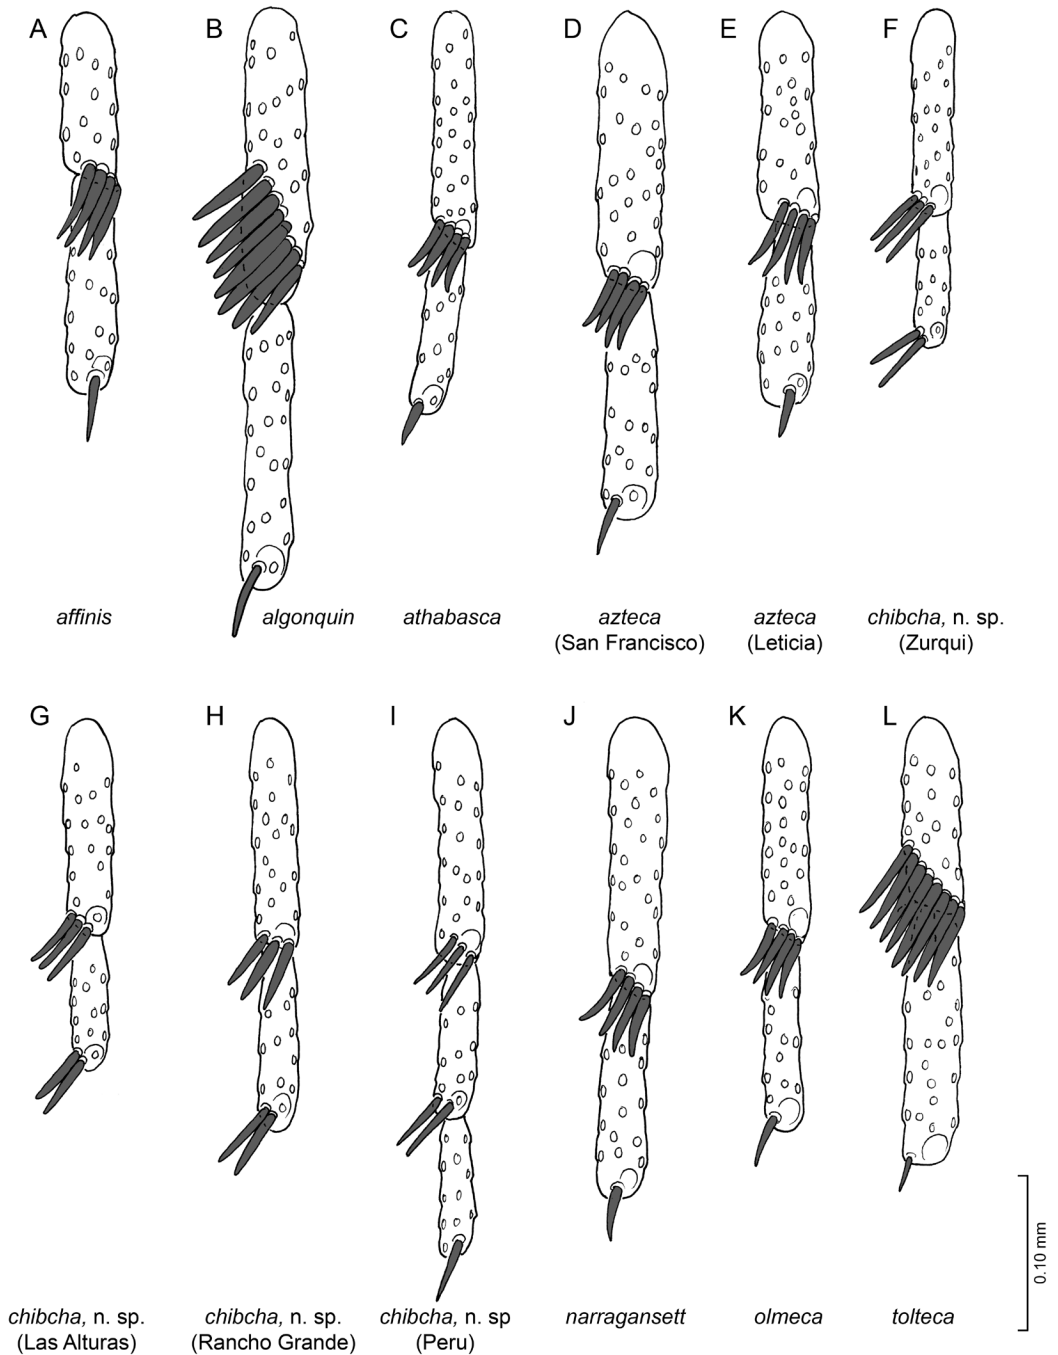 A B C D E F
affinis algonquin athabasca azteca azteca chibcha, n. sp.
(San Francisco) (Leticia) (Zurqui)
G H I J K L
0.10 mm
chibcha, n. sp. chibcha, n. sp. chibcha, n. sp narragansett olmeca tolteca
(Las Alturas) (Rancho Grande) (Peru)